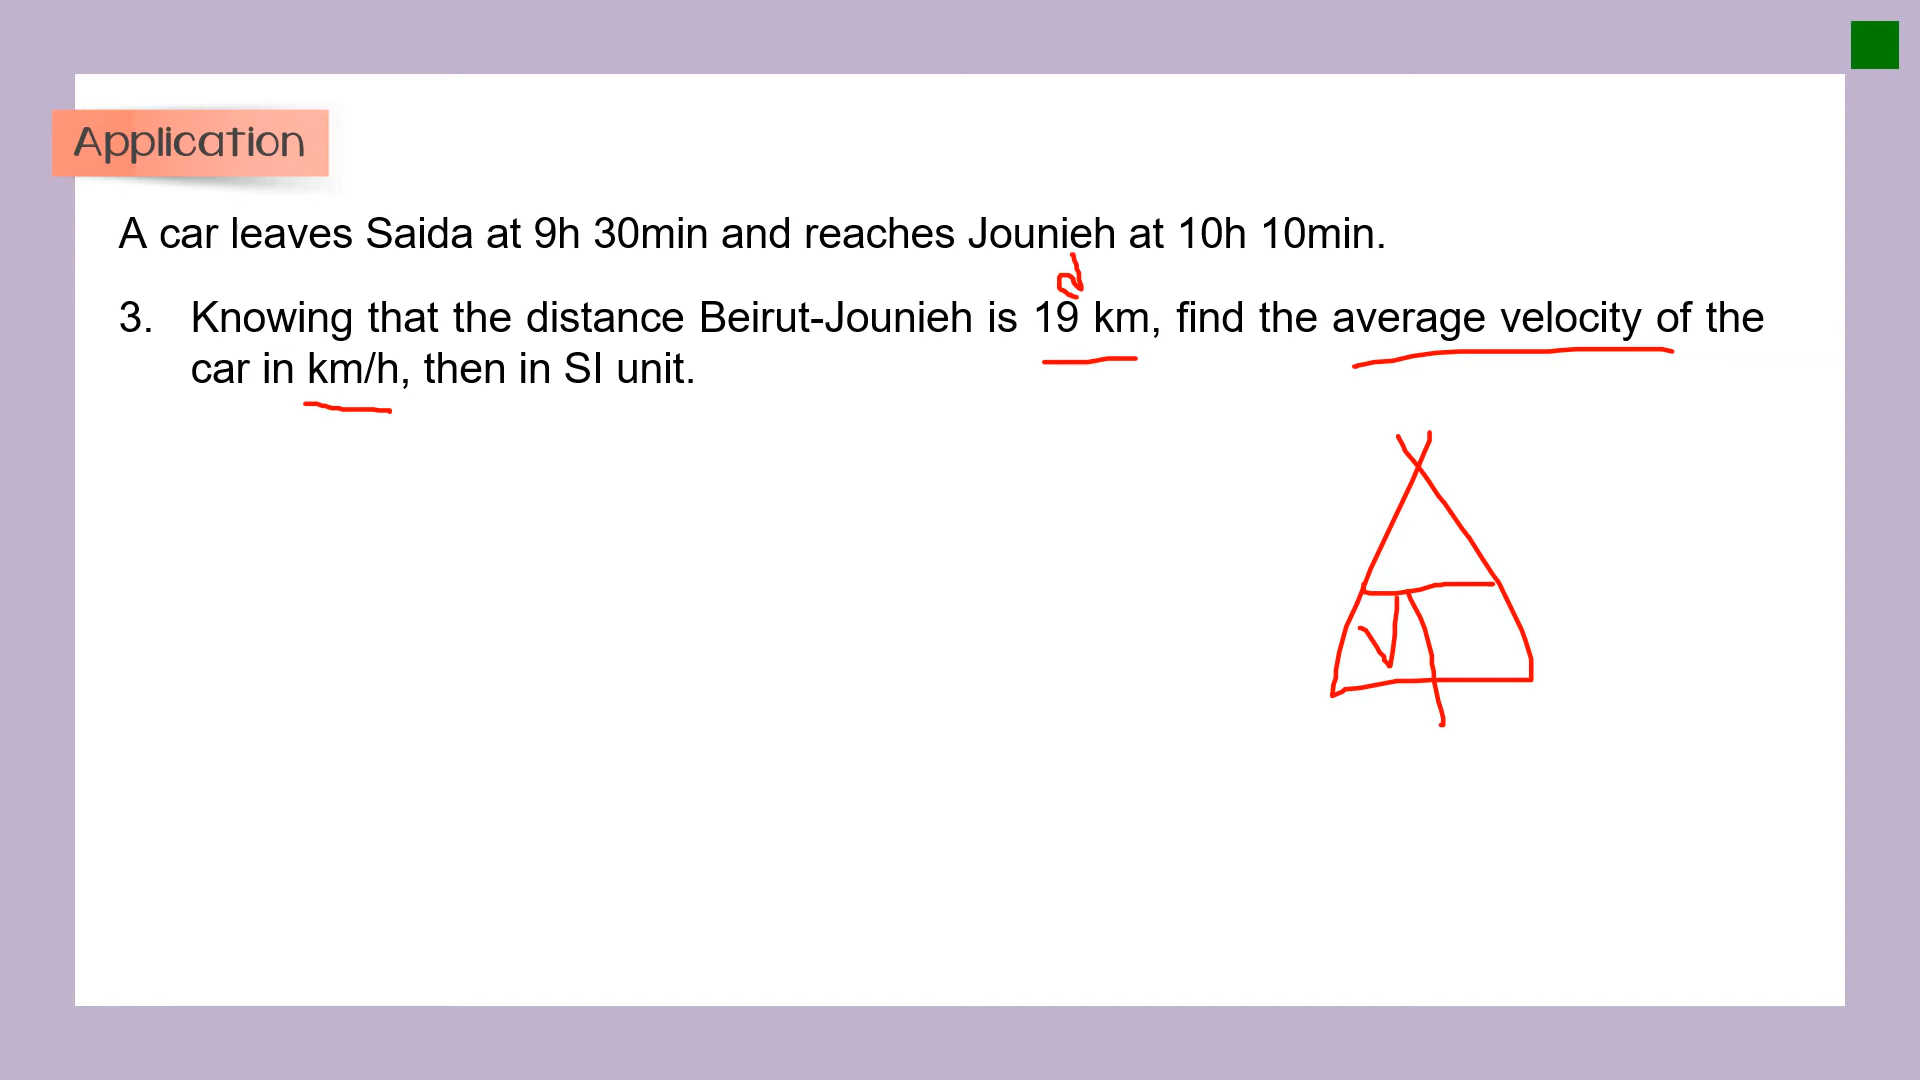 Application
A car leaves Saida at 9h 30min and reaches Jounieh at 10h 10min.
d
3. Knowing that the distance Beirut-Jounieh is 19 km, find the average velocity of the
car in km/h, then in SI unit.
V